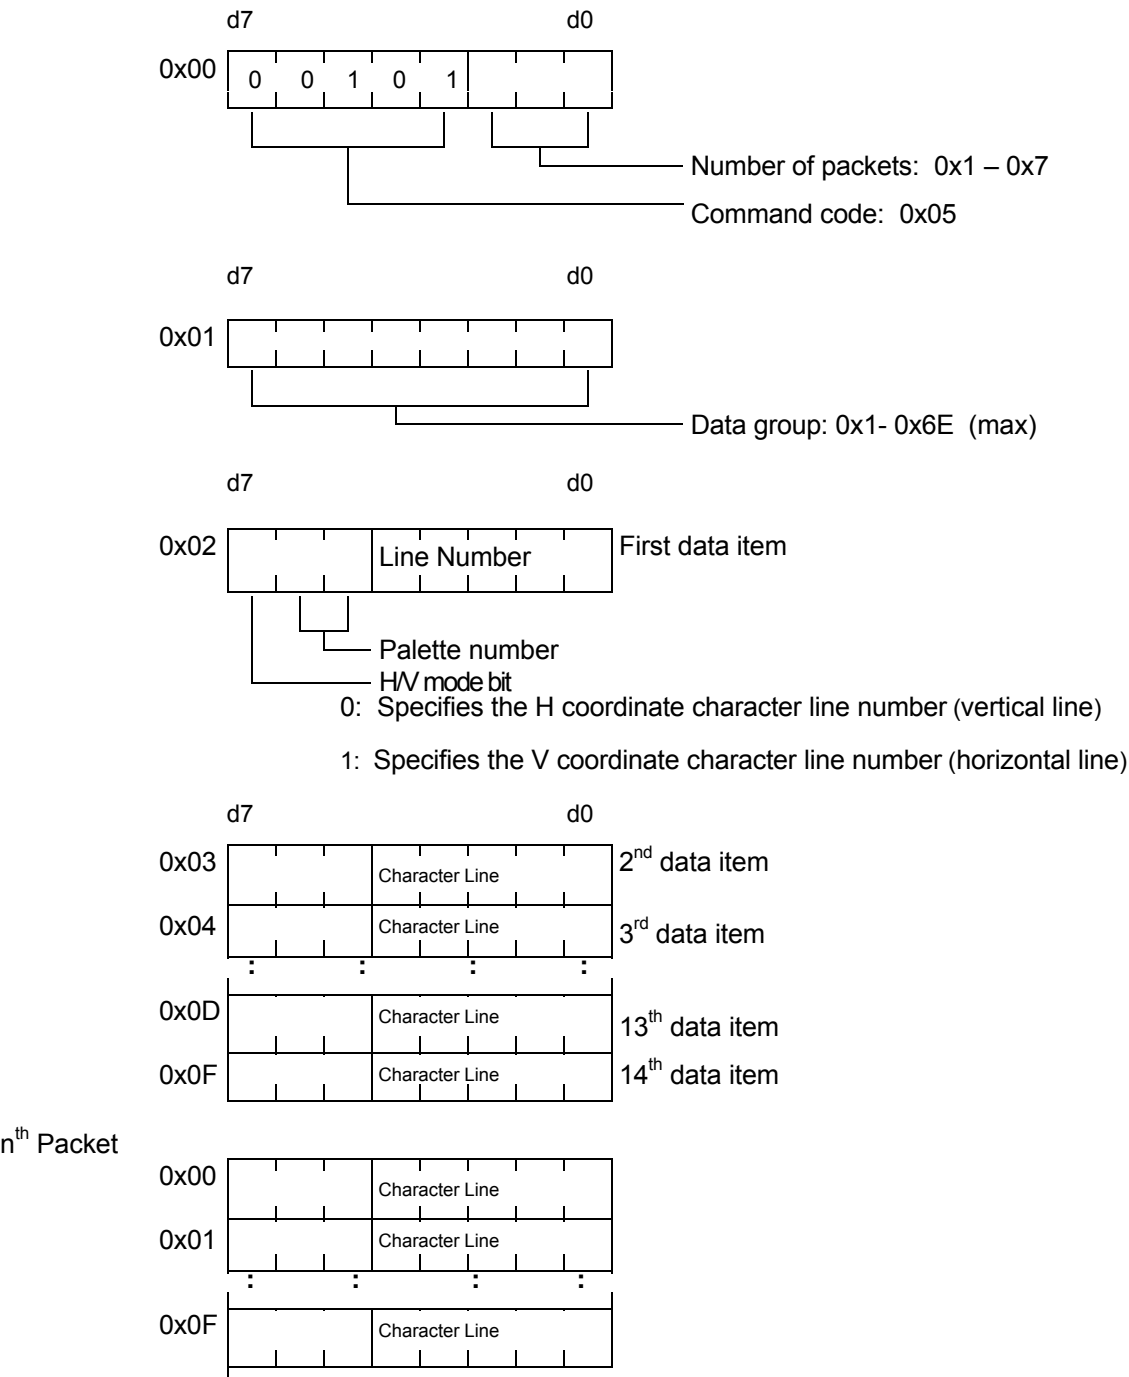 d7 d0
0x00 0 0 1 0 1
Number of packets: 0x1 – 0x7
Command code: 0x05
d7 d0
0x01
Data group: 0x1- 0x6E (max)
d7 d0
0x02 Line Number First data item
Palette number
H/V mode bit
0: Specifies the H coordinate character line number (vertical line)
1: Specifies the V coordinate character line number (horizontal line)
d7 d0
0x03 Character Line 2nd data item
0x04 Character Line 3rd data item
: : : :
0x0D Character Line 13th data item
0x0F Character Line 14th data item
nth Packet
0x00 Character Line
0x01 Character Line
: : : :
0x0F Character Line